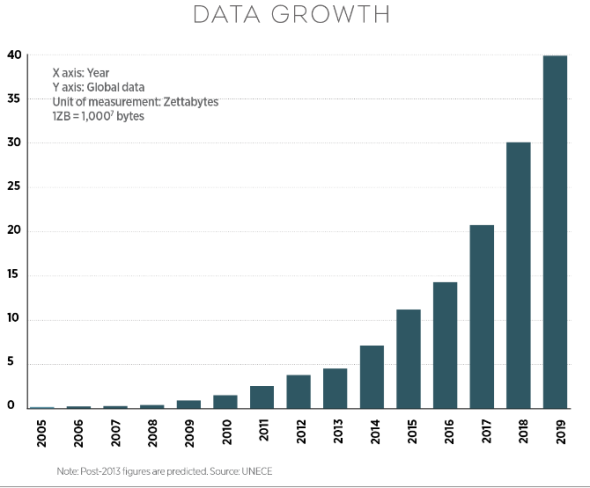 DATA GROWTH
40
35
30
25
20
15
10
5
0
X axis: Year
Y axis: Global data
Unit of measurement: Zettabytes
1ZB = 1,000⁷ bytes
2005 2006 2007 2008 2009 2010 2011 2012 2013 2014 2015 2016 2017 2018 2019
Note: Post-2013 figures are predicted. Source: UNECE